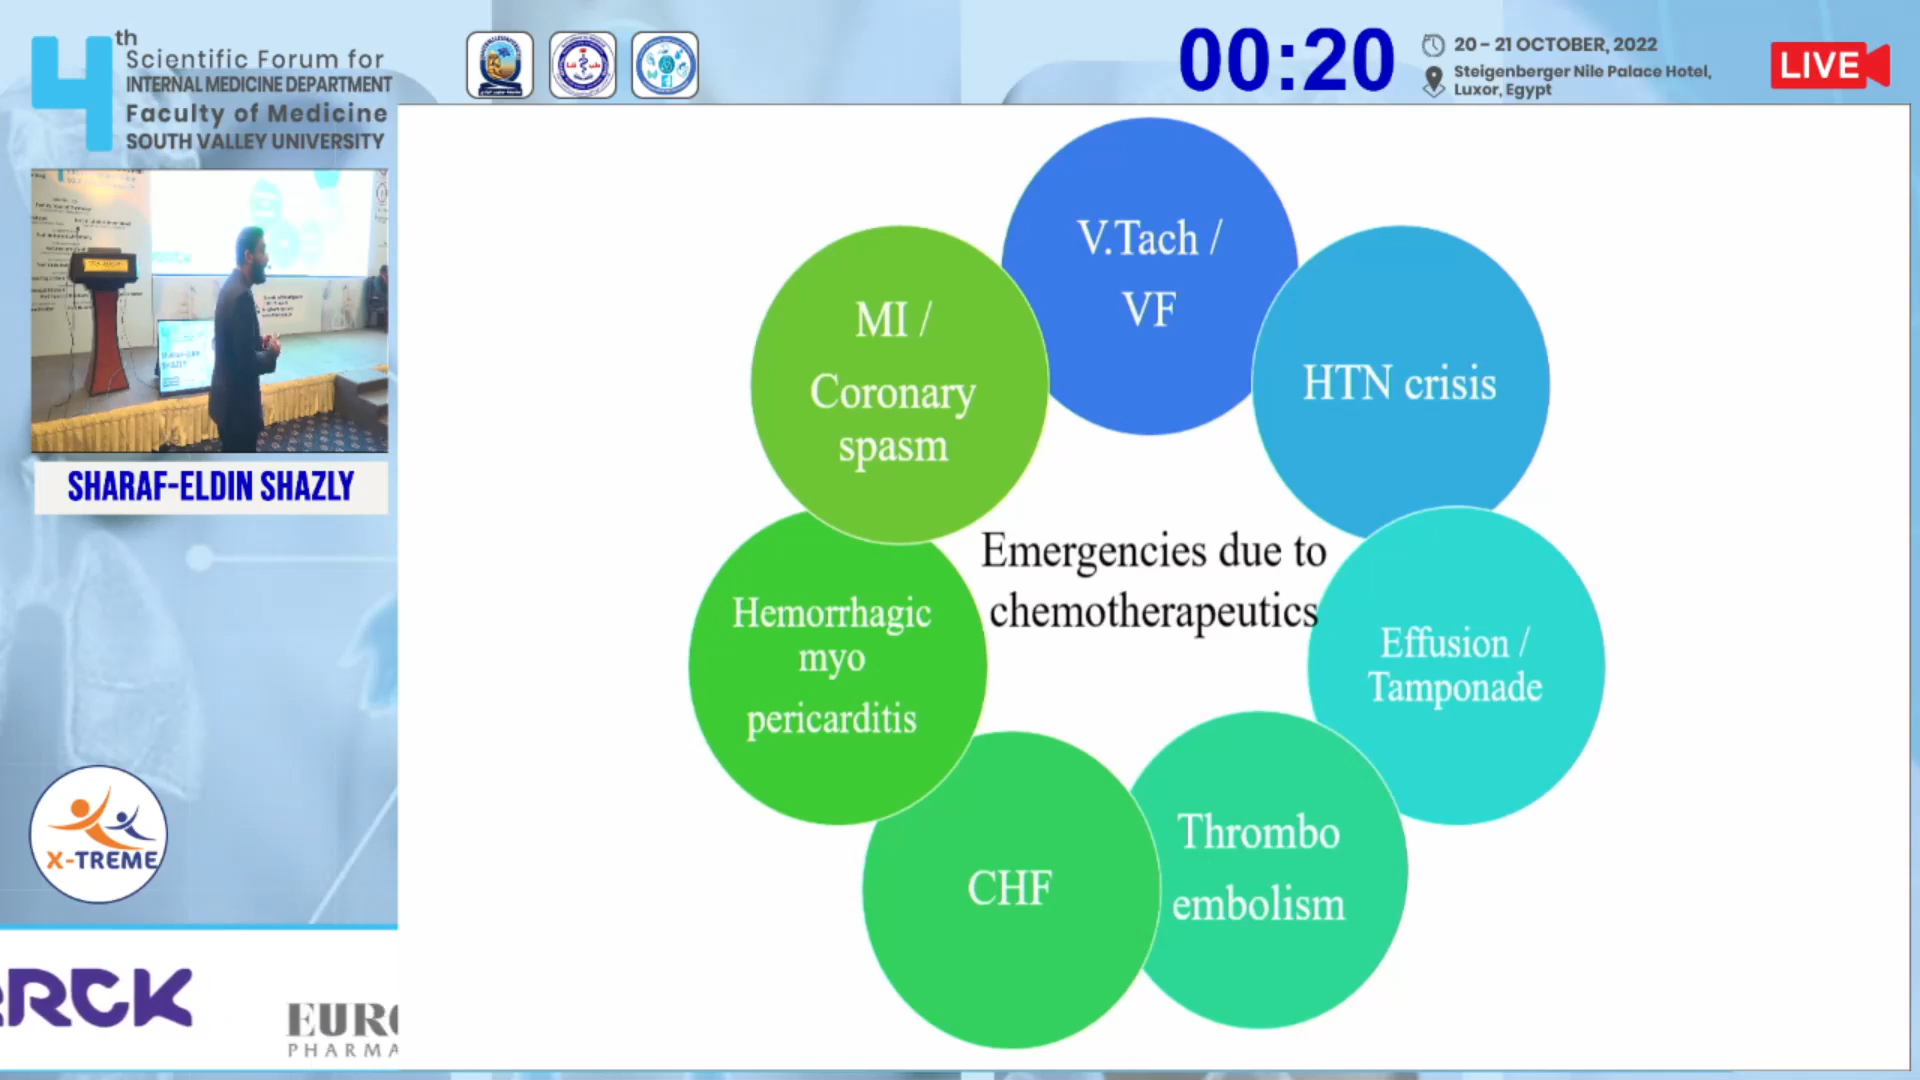 4th
Scientific Forum for
INTERNAL MEDICINE DEPARTMENT
Faculty of Medicine
SOUTH VALLEY UNIVERSITY
00:20
20 - 21 OCTOBER, 2022
Steigenberger Nile Palace Hotel,
Luxor, Egypt
LIVE
SHARAF-ELDIN SHAZLY
X-TREME
RCK
EURO
PHARMA
V.Tach /
VF
HTN crisis
Effusion /
Tamponade
Thrombo
embolism
CHF
Hemorrhagic
myo
pericarditis
MI /
Coronary
spasm
Emergencies due to
chemotherapeutics